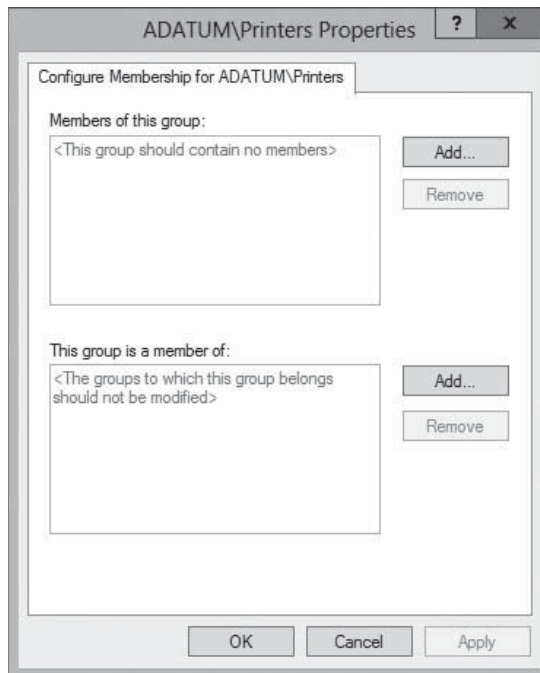 ADATUM\Printers Properties
?
x
Configure Membership for ADATUM\Printers
Members of this group:
<This group should contain no members>
Add...
Remove
This group is a member of:
<The groups to which this group belongs
should not be modified>
Add...
Remove
OK
Cancel
Apply